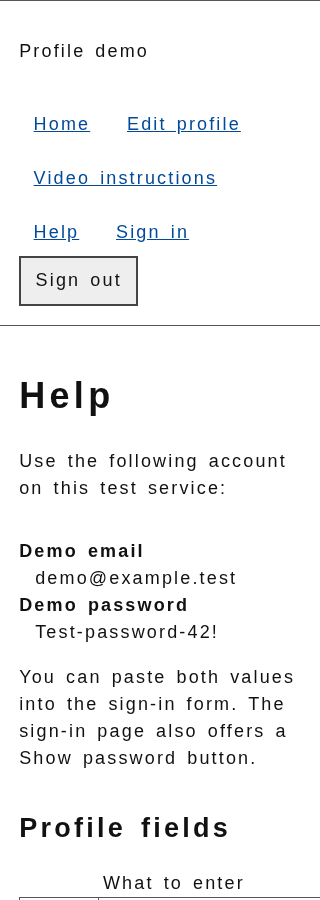 Profile demo
Home Edit profile
Video instructions
Help Sign in
Sign out
Help
Use the following account
on this test service:
Demo email
demo@example.test
Demo password
Test-password-42!
You can paste both values
into the sign-in form. The
sign-in page also offers a
Show password button.
Profile fields
What to enter